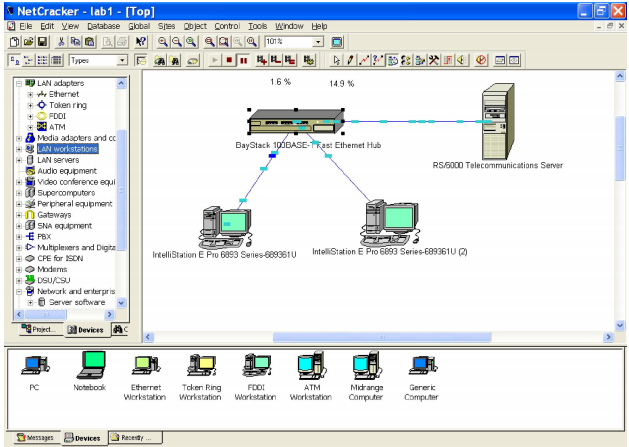 NetCracker - lab1 - [Top]
File Edit View Database Global Sites Object Control Tools Window Help
101%
Types
LAN adapters
Ethernet
Token ring
FDDI
ATM
Media adapters and cc
LAN workstations
LAN servers
Audio equipment
Video conference equi
Supercomputers
Peripheral equipment
Gateways
SNA equipment
PBX
Multiplexers and Digita
CPE for ISDN
Modems
DSU/CSU
Network and enterpris
Server software
Project... Devices C
1.6 % 14.9 %
BayStack 100BASE-T Fast Ethernet Hub
RS/6000 Telecommunications Server
IntelliStation E Pro 6893 Series-689361U
IntelliStation E Pro 6893 Series-689361U (2)
PC Notebook Ethernet Workstation Token Ring Workstation FDDI Workstation ATM Workstation Midrange Computer Generic Computer
Messages Devices Recently ...